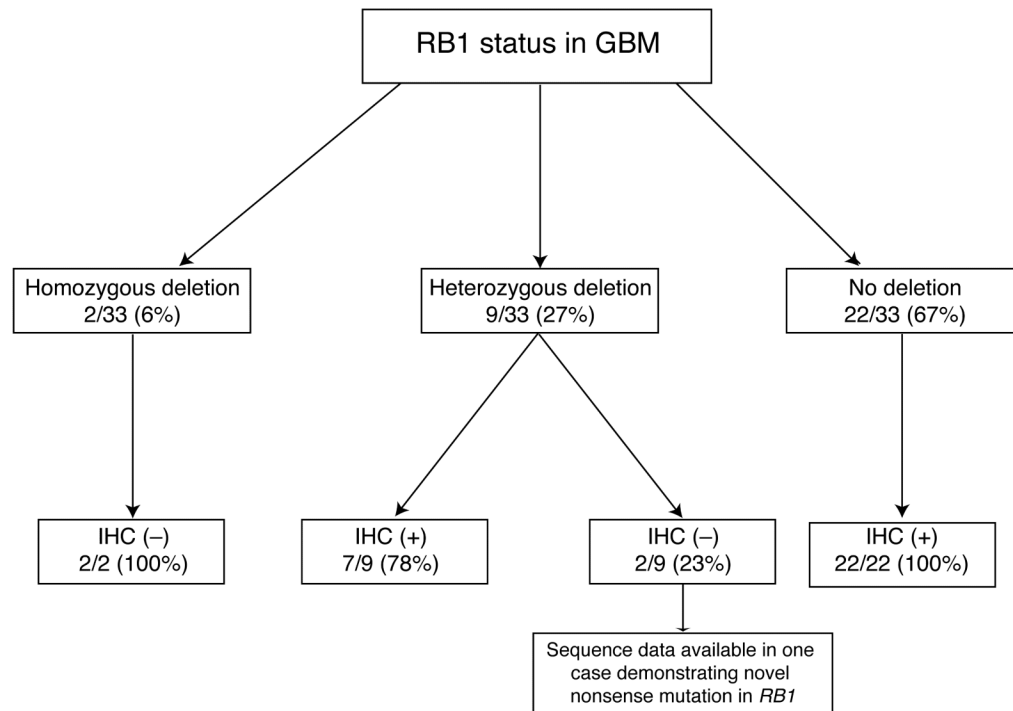 RB1 status in GBM
Homozygous deletion
2/33 (6%)
Heterozygous deletion
9/33 (27%)
No deletion
22/33 (67%)
IHC (–)
2/2 (100%)
IHC (+)
7/9 (78%)
IHC (–)
2/9 (23%)
IHC (+)
22/22 (100%)
Sequence data available in one
case demonstrating novel
nonsense mutation in RB1